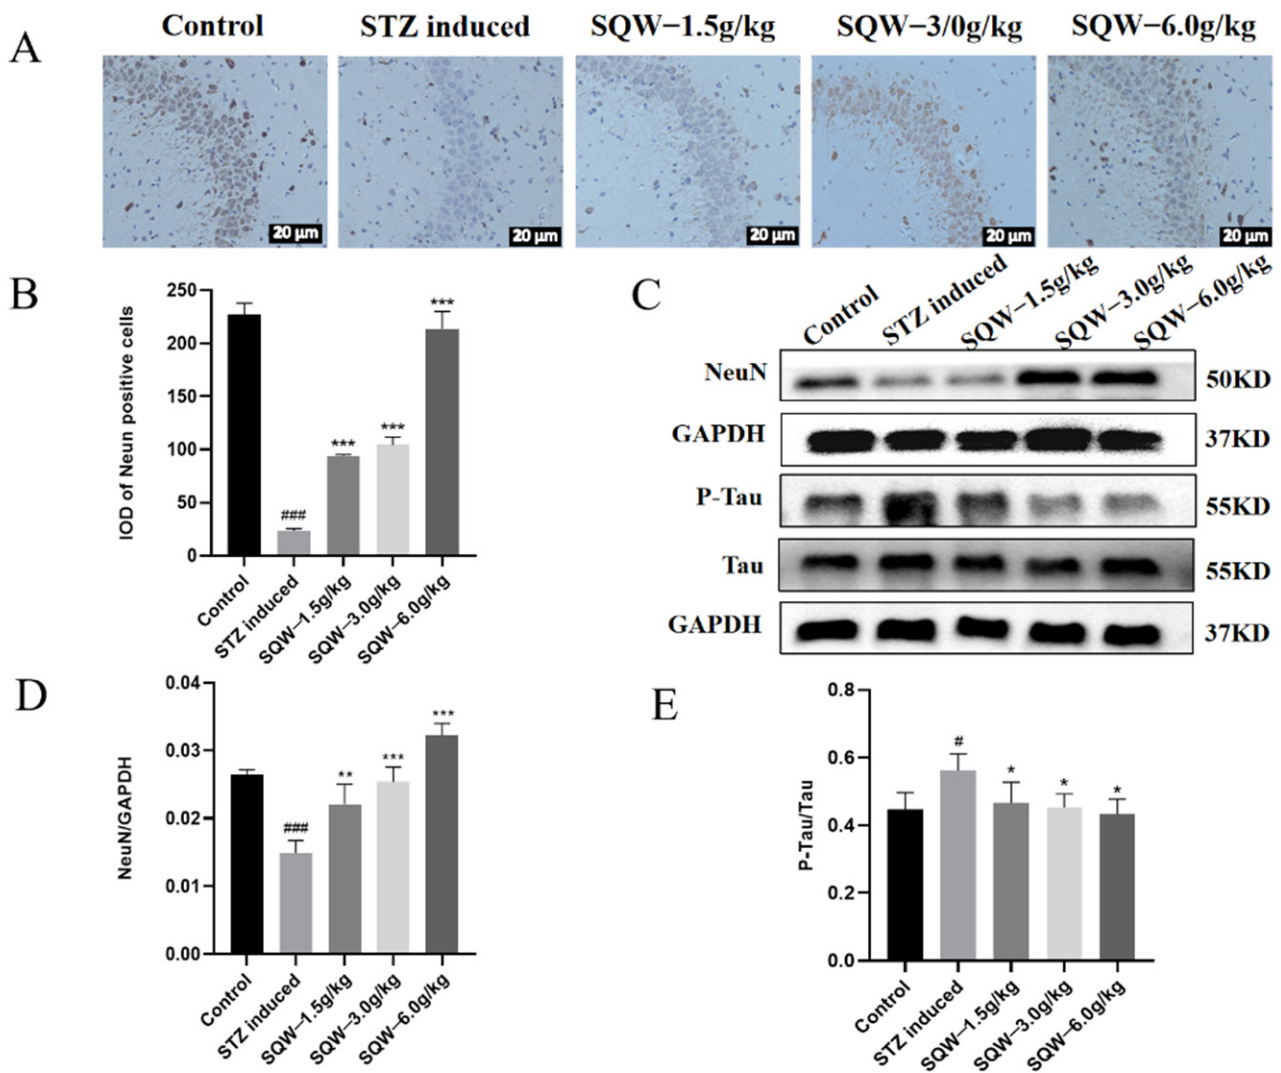 A
Control
STZ induced
SQW−1.5g/kg
SQW−3/0g/kg
SQW−6.0g/kg
20 μm
20 μm
20 μm
20 μm
20 μm
B
IOD of Neun positive cells
250
200
150
100
50
0
###
***
***
***
Control
STZ induced
SQW−1.5g/kg
SQW−3.0g/kg
SQW−6.0g/kg
C
Control
STZ induced
SQW−1.5g/kg
SQW−3.0g/kg
SQW−6.0g/kg
NeuN
50KD
GAPDH
37KD
P-Tau
55KD
Tau
55KD
GAPDH
37KD
D
NeuN/GAPDH
0.04
0.03
0.02
0.01
0.00
###
**
***
***
Control
STZ induced
SQW−1.5g/kg
SQW−3.0g/kg
SQW−6.0g/kg
E
P-Tau/Tau
0.8
0.6
0.4
0.2
0.0
#
*
*
*
Control
STZ induced
SQW−1.5g/kg
SQW−3.0g/kg
SQW−6.0g/kg